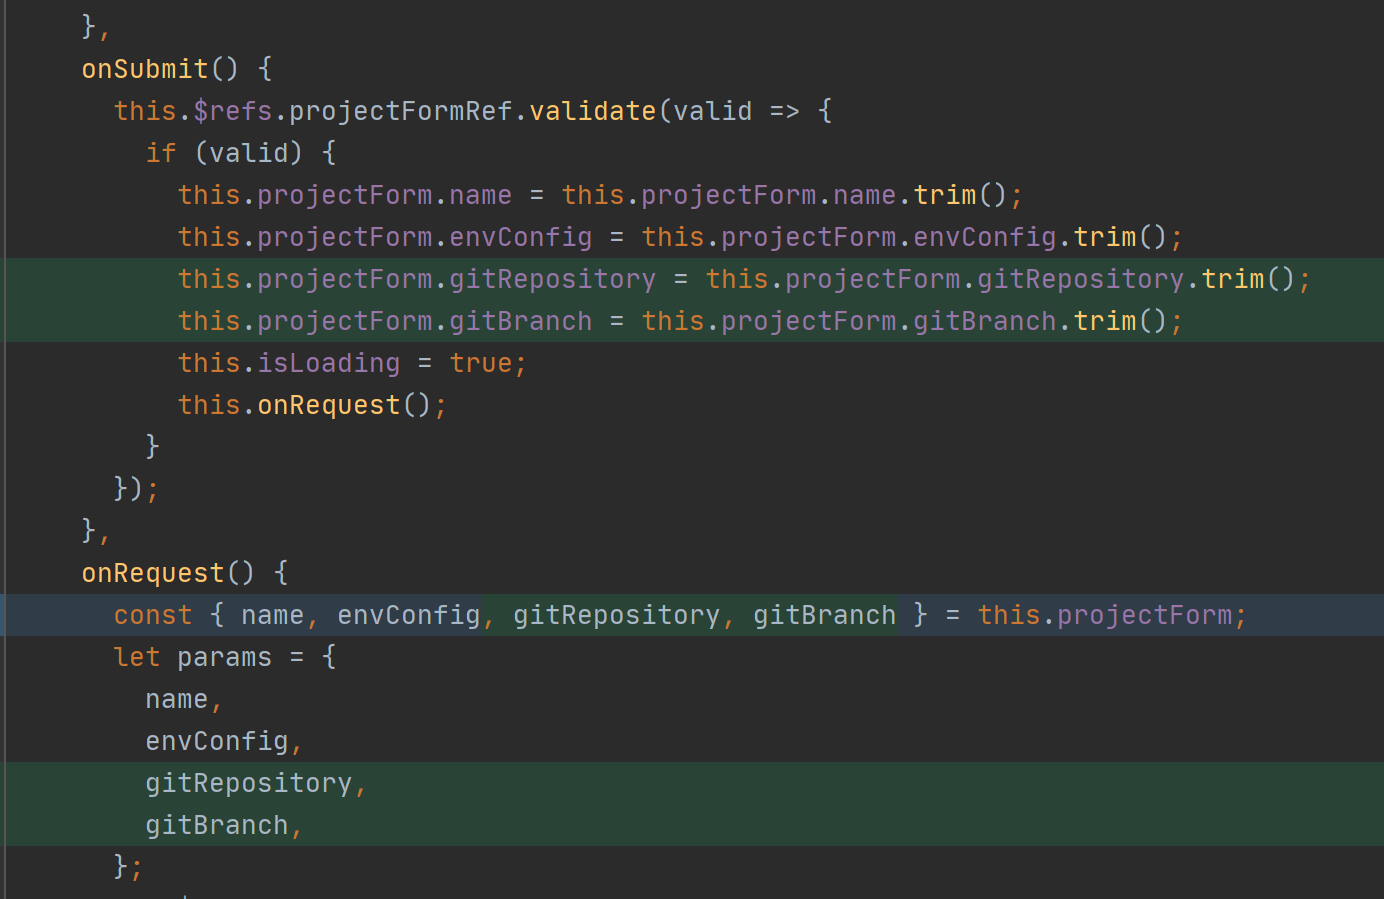 },
onSubmit() {
this.$refs.projectFormRef.validate(valid => {
if (valid) {
this.projectForm.name = this.projectForm.name.trim();
this.projectForm.envConfig = this.projectForm.envConfig.trim();
this.projectForm.gitRepository = this.projectForm.gitRepository.trim();
this.projectForm.gitBranch = this.projectForm.gitBranch.trim();
this.isLoading = true;
this.onRequest();
}
});
},
onRequest() {
const { name, envConfig, gitRepository, gitBranch } = this.projectForm;
let params = {
name,
envConfig,
gitRepository,
gitBranch,
};